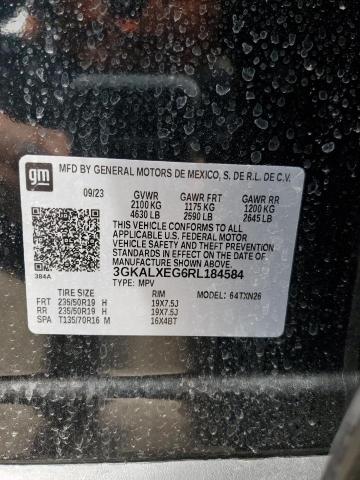 gm
MFD BY GENERAL MOTORS DE MEXICO, S. DE R.L. DE C.V.
09/23 GVWR GAWR FRT GAWR RR
2100 KG 1175 KG 1200 KG
4630 LB 2590 LB 2645 LB
THIS VEHICLE CONFORMS TO ALL
APPLICABLE U.S. FEDERAL MOTOR
VEHICLE SAFETY, BUMPER, AND THEFT
PREVENTION STANDARDS IN EFFECT
ON THE DATE OF
MANUFACTURE SHOWN ABOVE.
384A
3GKALXEG6RL184584
TYPE: MPV
TIRE SIZE RIM MODEL: 64TXN26
FRT 235/50R19 H 19X7.5J
RR 235/50R19 H 19X7.5J
SPA T135/70R16 M 16X4BT